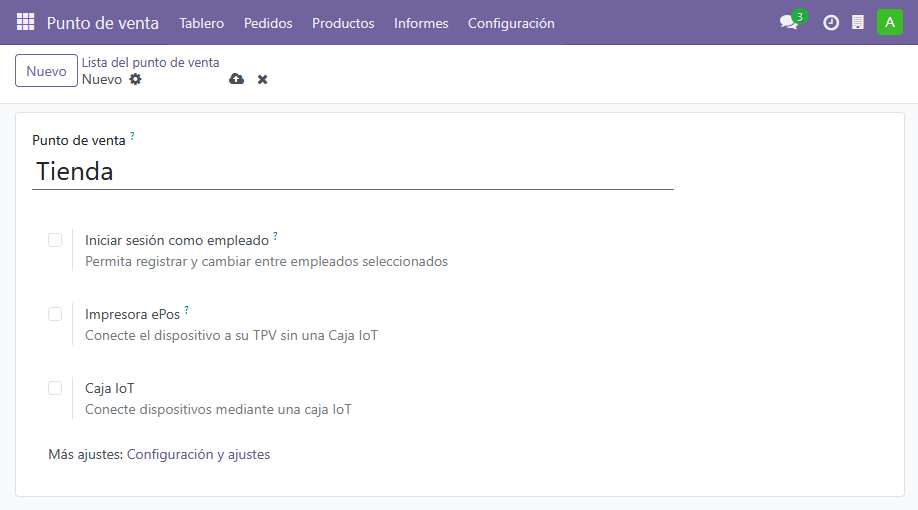 Punto de venta Tablero Pedidos Productos Informes Configuración 3 A
Nuevo Lista del punto de venta
Nuevo
Punto de venta ?
Tienda
Iniciar sesión como empleado ?
Permita registrar y cambiar entre empleados seleccionados
Impresora ePos ?
Conecte el dispositivo a su TPV sin una Caja IoT
Caja IoT
Conecte dispositivos mediante una caja IoT
Más ajustes: Configuración y ajustes